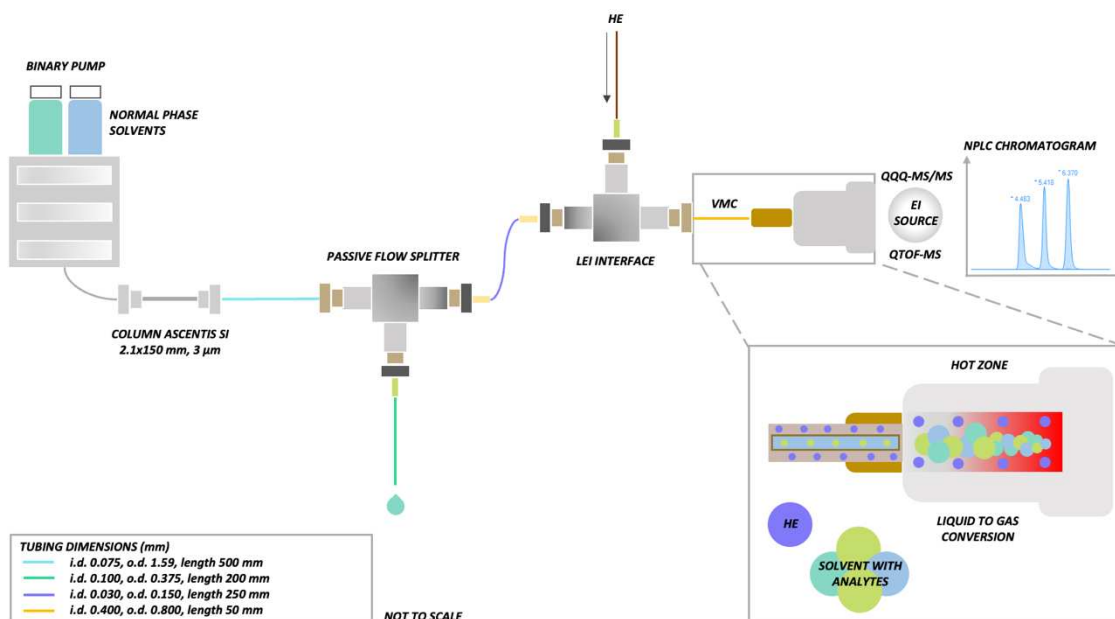 HE
BINARY PUMP
NORMAL PHASE
SOLVENTS
NPLC CHROMATOGRAM
QQQ-MS/MS
EI
SOURCE
QTOF-MS
4.463
5.418
6.370
VMC
LEI INTERFACE
PASSIVE FLOW SPLITTER
COLUMN ASCENTIS SI
2.1x150 mm, 3 µm
HOT ZONE
LIQUID TO GAS
CONVERSION
HE
SOLVENT WITH
ANALYTES
TUBING DIMENSIONS (mm)
i.d. 0.075, o.d. 1.59, length 500 mm
i.d. 0.100, o.d. 0.375, length 200 mm
i.d. 0.030, o.d. 0.150, length 250 mm
i.d. 0.400, o.d. 0.800, length 50 mm
NOT TO SCALE